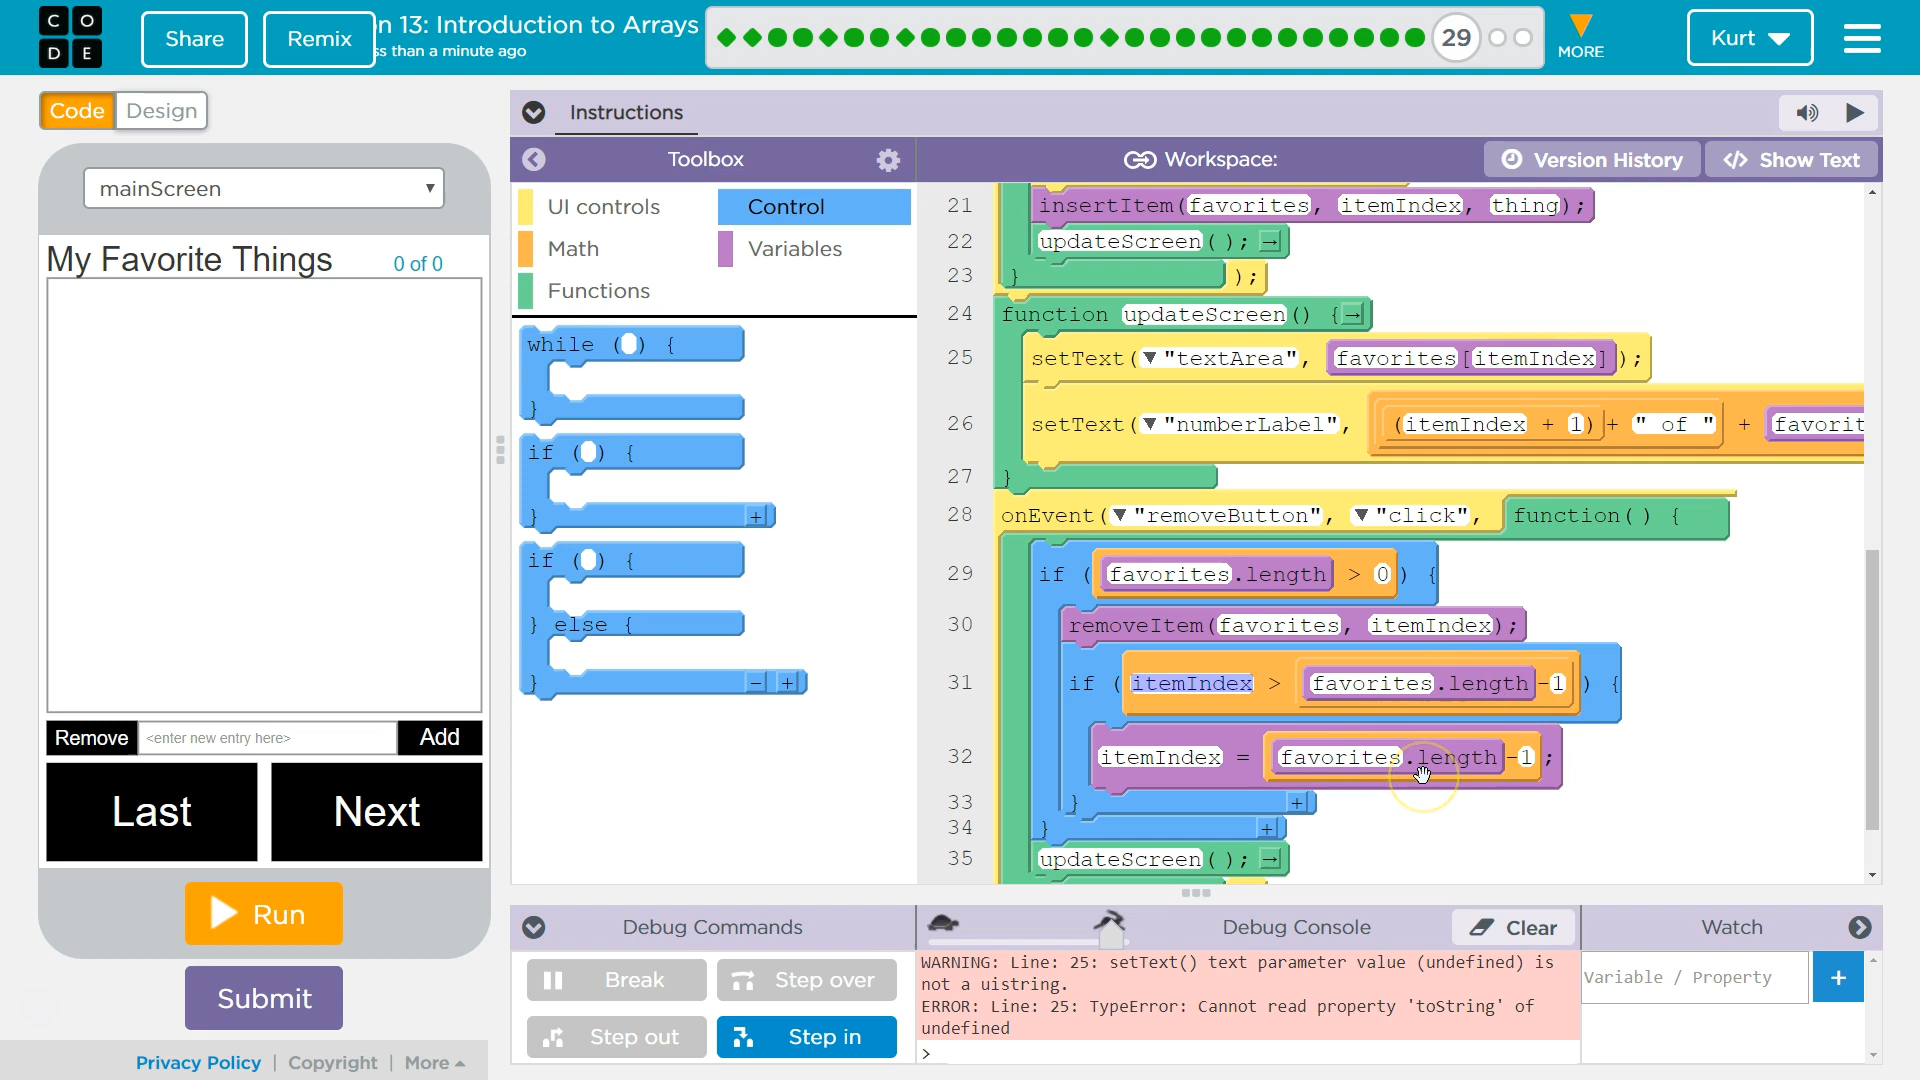 C O
D E
Share
Remix
n 13: Introduction to Arrays
ss than a minute ago
29
MORE
Kurt
Code
Design
Instructions
Toolbox
Workspace:
Version History
</> Show Text
mainScreen
My Favorite Things
0 of 0
Remove
<enter new entry here>
Add
Last
Next
Run
Submit
Privacy Policy | Copyright | More
UI controls
Control
Math
Variables
Functions
while ( ) {
}
if ( ) {
}
if ( ) {
} else {
}
21 insertItem(favorites, itemIndex, thing);
22 updateScreen();
23 } );
24 function updateScreen() {
25 setText("textArea", favorites[itemIndex]);
26 setText("numberLabel", (itemIndex + 1) + " of " + favorit
27 }
28 onEvent("removeButton", "click", function() {
29 if (favorites.length > 0) {
30 removeItem(favorites, itemIndex);
31 if (itemIndex > favorites.length-1) {
32 itemIndex = favorites.length-1;
33 }
34 }
35 updateScreen();
Debug Commands
Break
Step over
Step out
Step in
Debug Console
Clear
WARNING: Line: 25: setText() text parameter value (undefined) is
not a uistring.
ERROR: Line: 25: TypeError: Cannot read property 'toString' of
undefined
>
Watch
Variable / Property
+